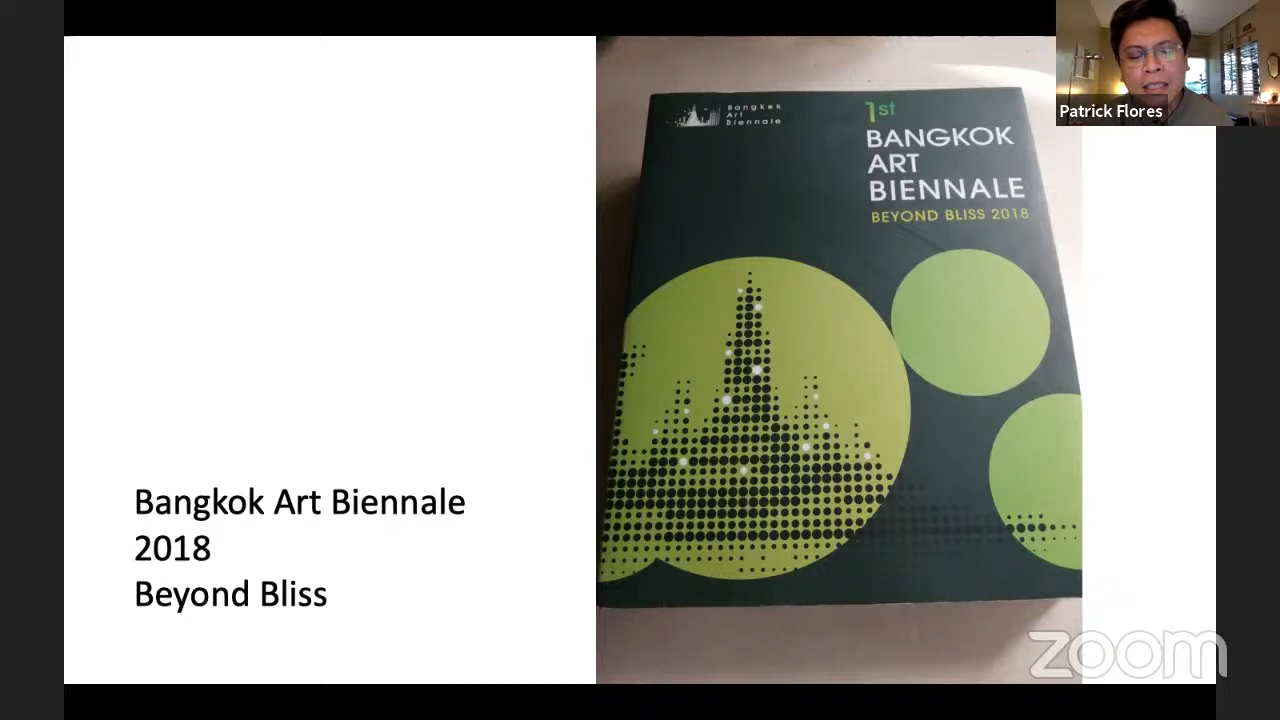 Bangkok Art Biennale
2018
Beyond Bliss
Bangkok
Art
Biennale
1st
BANGKOK
ART
BIENNALE
BEYOND BLISS 2018
Patrick Flores
zoom